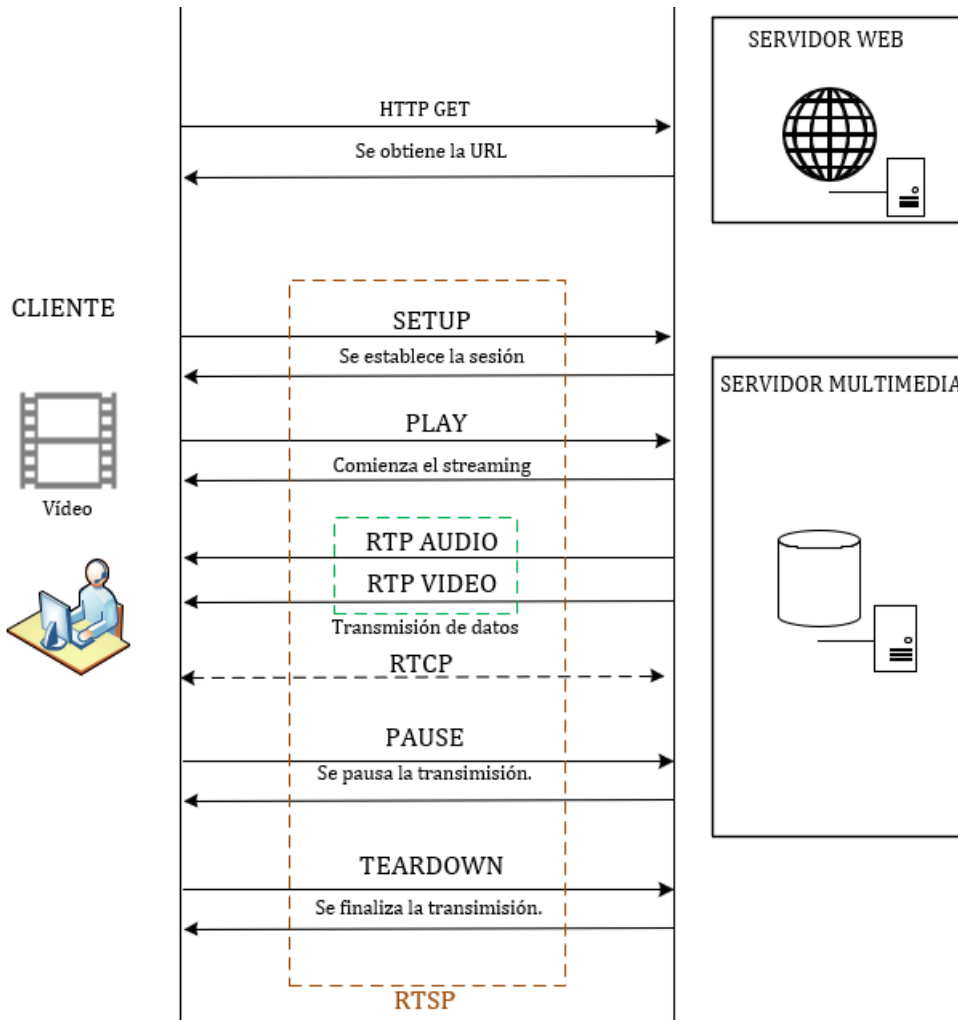 SERVIDOR WEB
HTTP GET
Se obtiene la URL
CLIENTE
SETUP
Se establece la sesión
SERVIDOR MULTIMEDIA
PLAY
Comienza el streaming
Vídeo
RTP AUDIO
RTP VIDEO
Transmisión de datos
RTCP
PAUSE
Se pausa la transimisión.
TEARDOWN
Se finaliza la transimisión.
RTSP